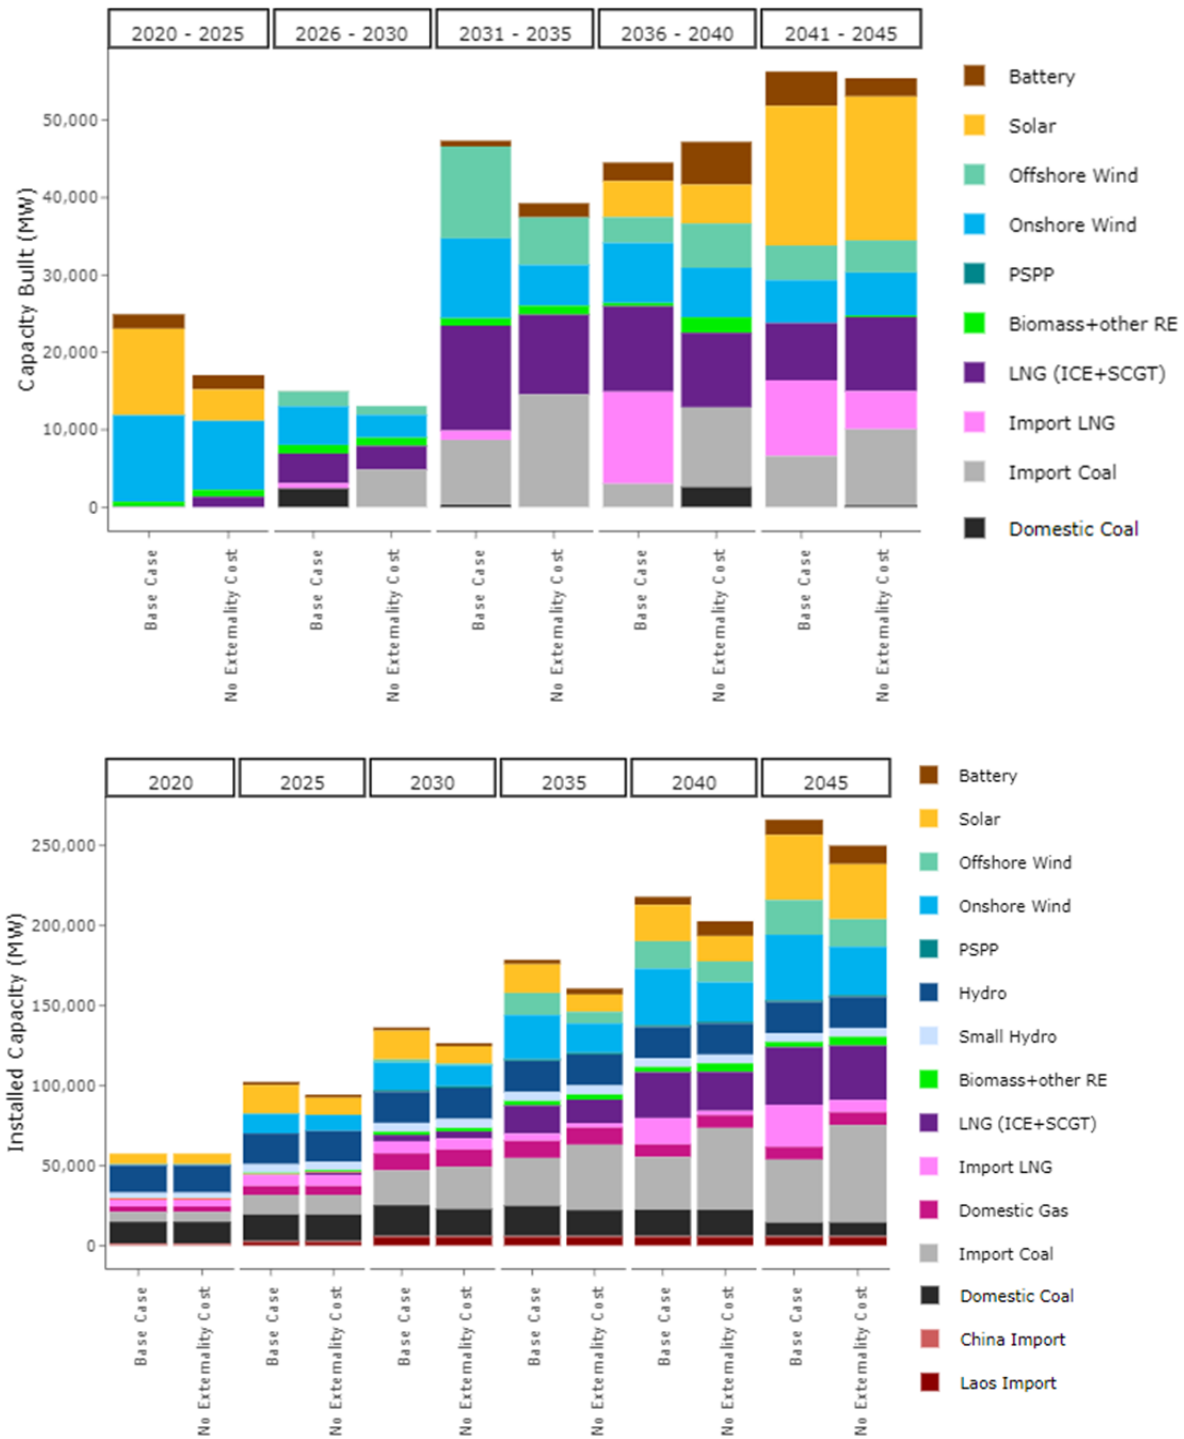 2020 - 2025 2026 - 2030 2031 - 2035 2036 - 2040 2041 - 2045
Capacity Built (MW)
50,000
40,000
30,000
20,000
10,000
0
Battery
Solar
Offshore Wind
Onshore Wind
PSPP
Biomass+other RE
LNG (ICE+SCGT)
Import LNG
Import Coal
Domestic Coal
Base Case
No Externality Cost
Base Case
No Externality Cost
Base Case
No Externality Cost
Base Case
No Externality Cost
Base Case
No Externality Cost
2020 2025 2030 2035 2040 2045
Installed Capacity (MW)
250,000
200,000
150,000
100,000
50,000
0
Battery
Solar
Offshore Wind
Onshore Wind
PSPP
Hydro
Small Hydro
Biomass+other RE
LNG (ICE+SCGT)
Import LNG
Domestic Gas
Import Coal
Domestic Coal
China Import
Laos Import
Base Case
No Externality Cost
Base Case
No Externality Cost
Base Case
No Externality Cost
Base Case
No Externality Cost
Base Case
No Externality Cost
Base Case
No Externality Cost